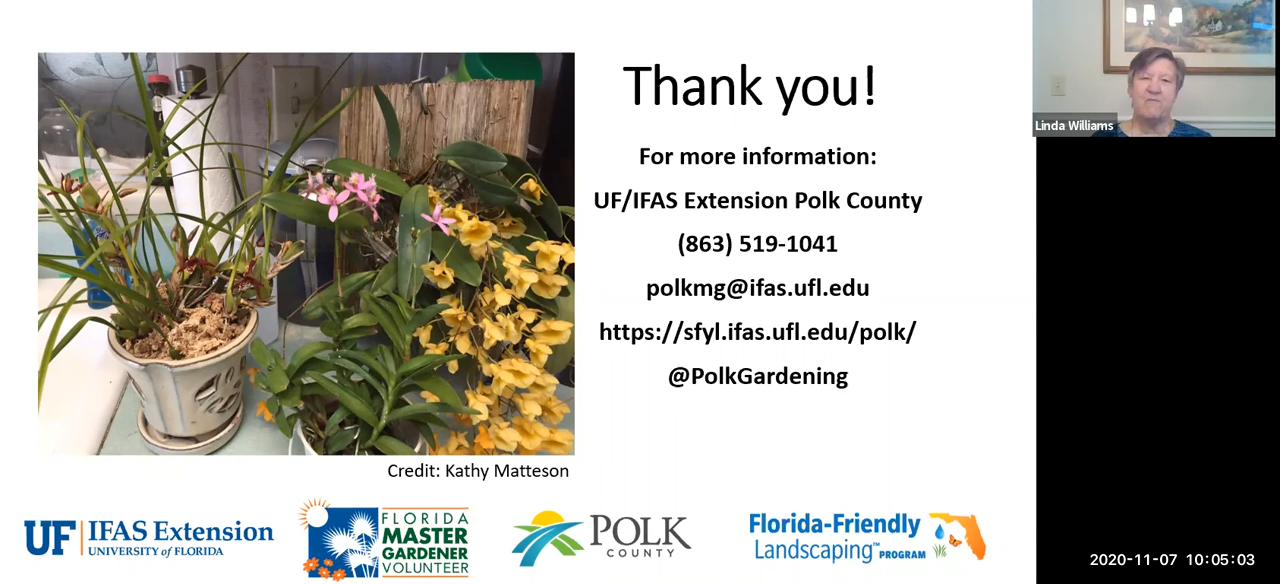 Thank you!
For more information:
UF/IFAS Extension Polk County
(863) 519-1041
polkmg@ifas.ufl.edu
https://sfyl.ifas.ufl.edu/polk/
@PolkGardening
Credit: Kathy Matteson
UF IFAS Extension
UNIVERSITY of FLORIDA
FLORIDA
MASTER
GARDENER
VOLUNTEER
POLK
COUNTY
Florida-Friendly
Landscaping™ PROGRAM
Linda Williams
2020-11-07 10:05:03